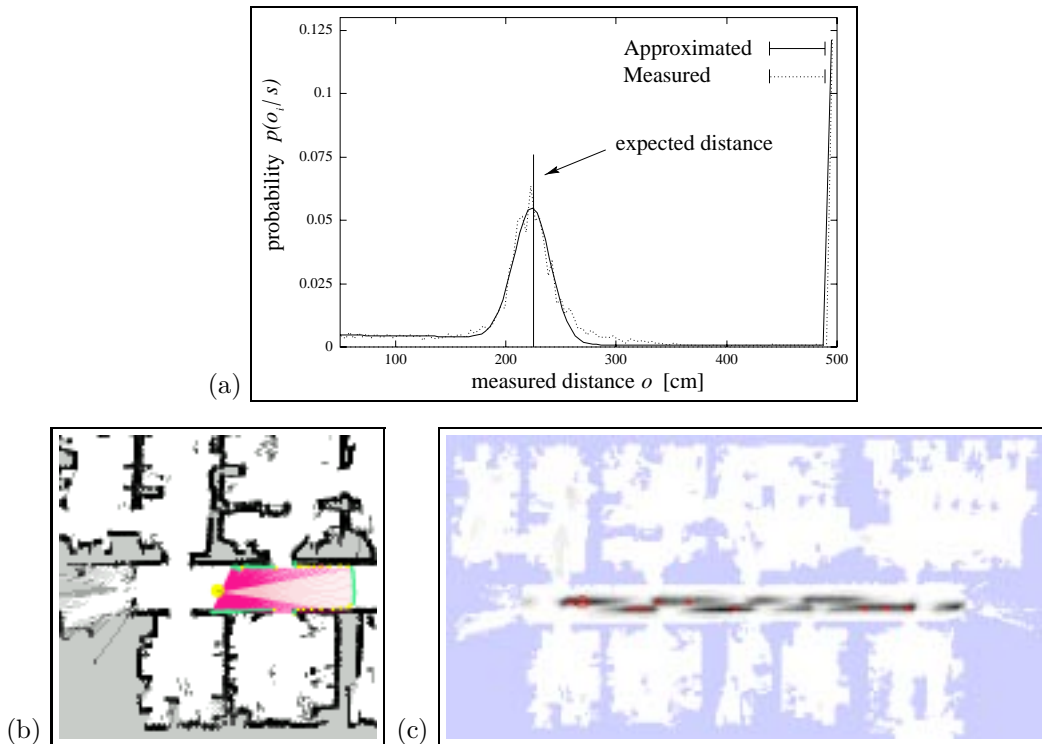 0.125
0.1
0.075
0.05
0.025
0
probability p(o_i / s)
Approximated
Measured
expected distance
100
200
300
400
500
measured distance o [cm]
(a)
(b)
(c)